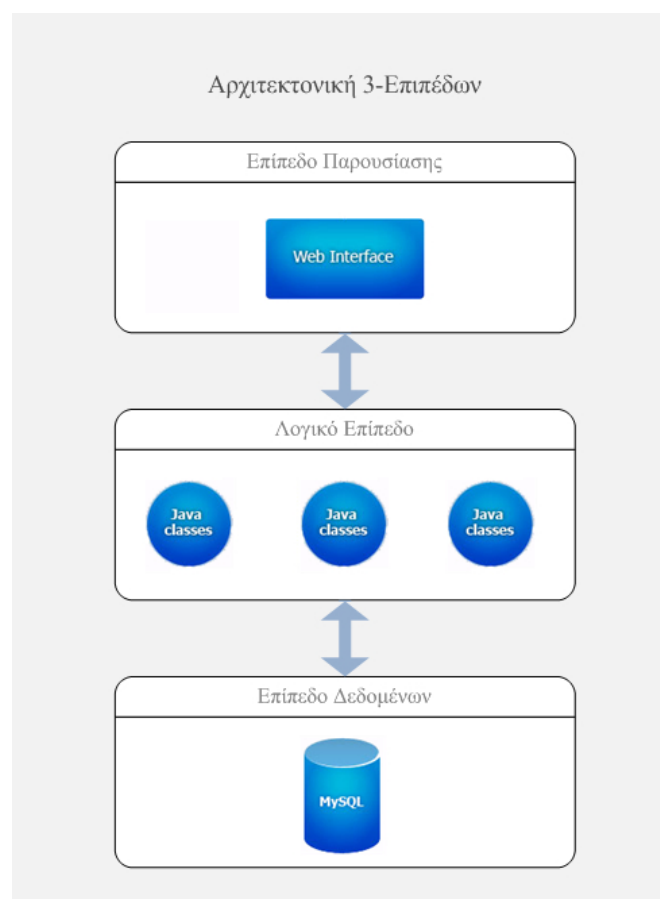 Αρχιτεκτονική 3-Επιπέδων
Επίπεδο Παρουσίασης
Web Interface
Λογικό Επίπεδο
Java
classes
Java
classes
Java
classes
Επίπεδο Δεδομένων
MySQL